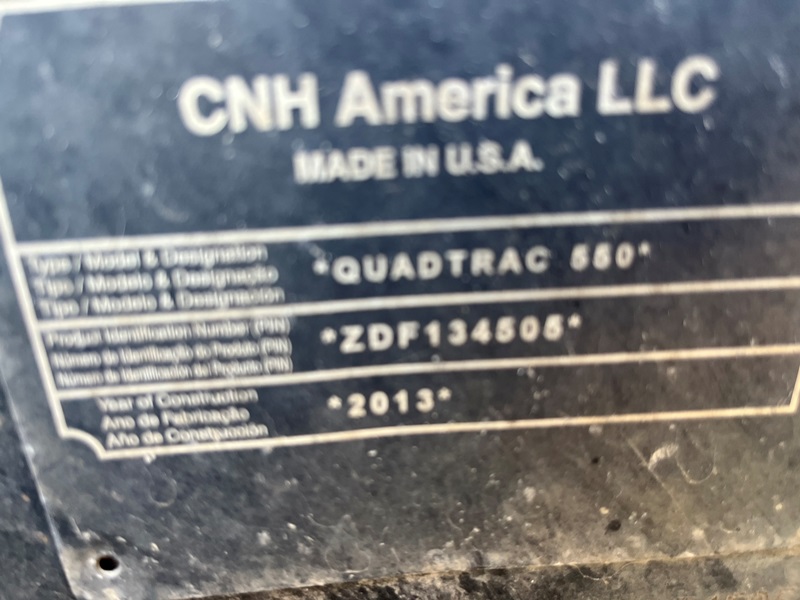 CNH America LLC
MADE IN U.S.A.
Type / Model & Designation
Tipo / Modelo & Designação
Tipo / Modelo & Designación
*QUADTRAC 550*
Product Identification Number (PIN)
Número de Identificação do Produto (PIN)
Número de Identificación de Producto (PIN)
*ZDF134505*
Year of Construction
Ano de Fabricação
Año de Construcción
*2013*